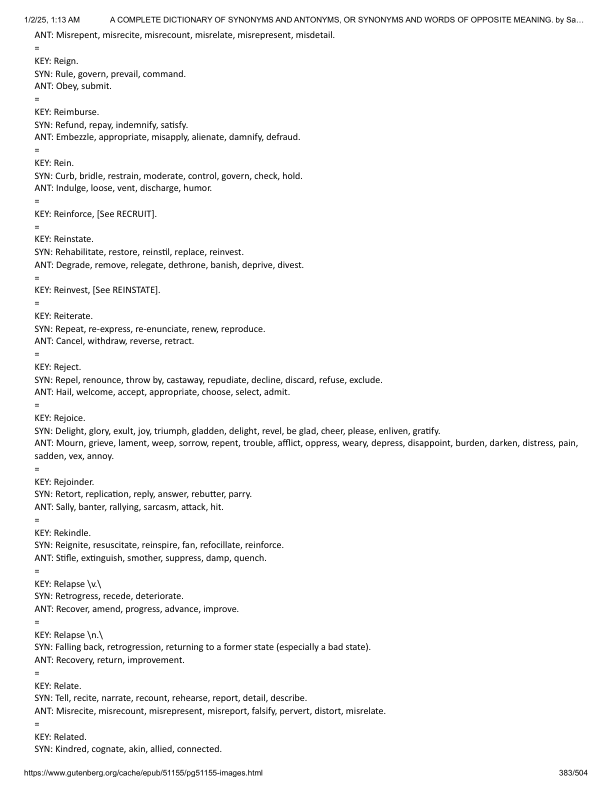 1/2/25, 1:13 AM A COMPLETE DICTIONARY OF SYNONYMS AND ANTONYMS, OR SYNONYMS AND WORDS OF OPPOSITE MEANING. by Sa…
ANT: Misrepent, misrecite, misrecount, misrelate, misrepresent, misdetail.
=
KEY: Reign.
SYN: Rule, govern, prevail, command.
ANT: Obey, submit.
=
KEY: Reimburse.
SYN: Refund, repay, indemnify, satisfy.
ANT: Embezzle, appropriate, misapply, alienate, damnify, defraud.
=
KEY: Rein.
SYN: Curb, bridle, restrain, moderate, control, govern, check, hold.
ANT: Indulge, loose, vent, discharge, humor.
=
KEY: Reinforce, [See RECRUIT].
=
KEY: Reinstate.
SYN: Rehabilitate, restore, reinstil, replace, reinvest.
ANT: Degrade, remove, relegate, dethrone, banish, deprive, divest.
=
KEY: Reinvest, [See REINSTATE].
=
KEY: Reiterate.
SYN: Repeat, re-express, re-enunciate, renew, reproduce.
ANT: Cancel, withdraw, reverse, retract.
=
KEY: Reject.
SYN: Repel, renounce, throw by, castaway, repudiate, decline, discard, refuse, exclude.
ANT: Hail, welcome, accept, appropriate, choose, select, admit.
=
KEY: Rejoice.
SYN: Delight, glory, exult, joy, triumph, gladden, delight, revel, be glad, cheer, please, enliven, gratify.
ANT: Mourn, grieve, lament, weep, sorrow, repent, trouble, afflict, oppress, weary, depress, disappoint, burden, darken, distress, pain,
sadden, vex, annoy.
=
KEY: Rejoinder.
SYN: Retort, replication, reply, answer, rebutter, parry.
ANT: Sally, banter, rallying, sarcasm, attack, hit.
=
KEY: Rekindle.
SYN: Reignite, resuscitate, reinspire, fan, refocillate, reinforce.
ANT: Stifle, extinguish, smother, suppress, damp, quench.
=
KEY: Relapse \v.\
SYN: Retrogress, recede, deteriorate.
ANT: Recover, amend, progress, advance, improve.
=
KEY: Relapse \n.\
SYN: Falling back, retrogression, returning to a former state (especially a bad state).
ANT: Recovery, return, improvement.
=
KEY: Relate.
SYN: Tell, recite, narrate, recount, rehearse, report, detail, describe.
ANT: Misrecite, misrecount, misrepresent, misreport, falsify, pervert, distort, misrelate.
=
KEY: Related.
SYN: Kindred, cognate, akin, allied, connected.
https://www.gutenberg.org/cache/epub/51155/pg51155-images.html 383/504